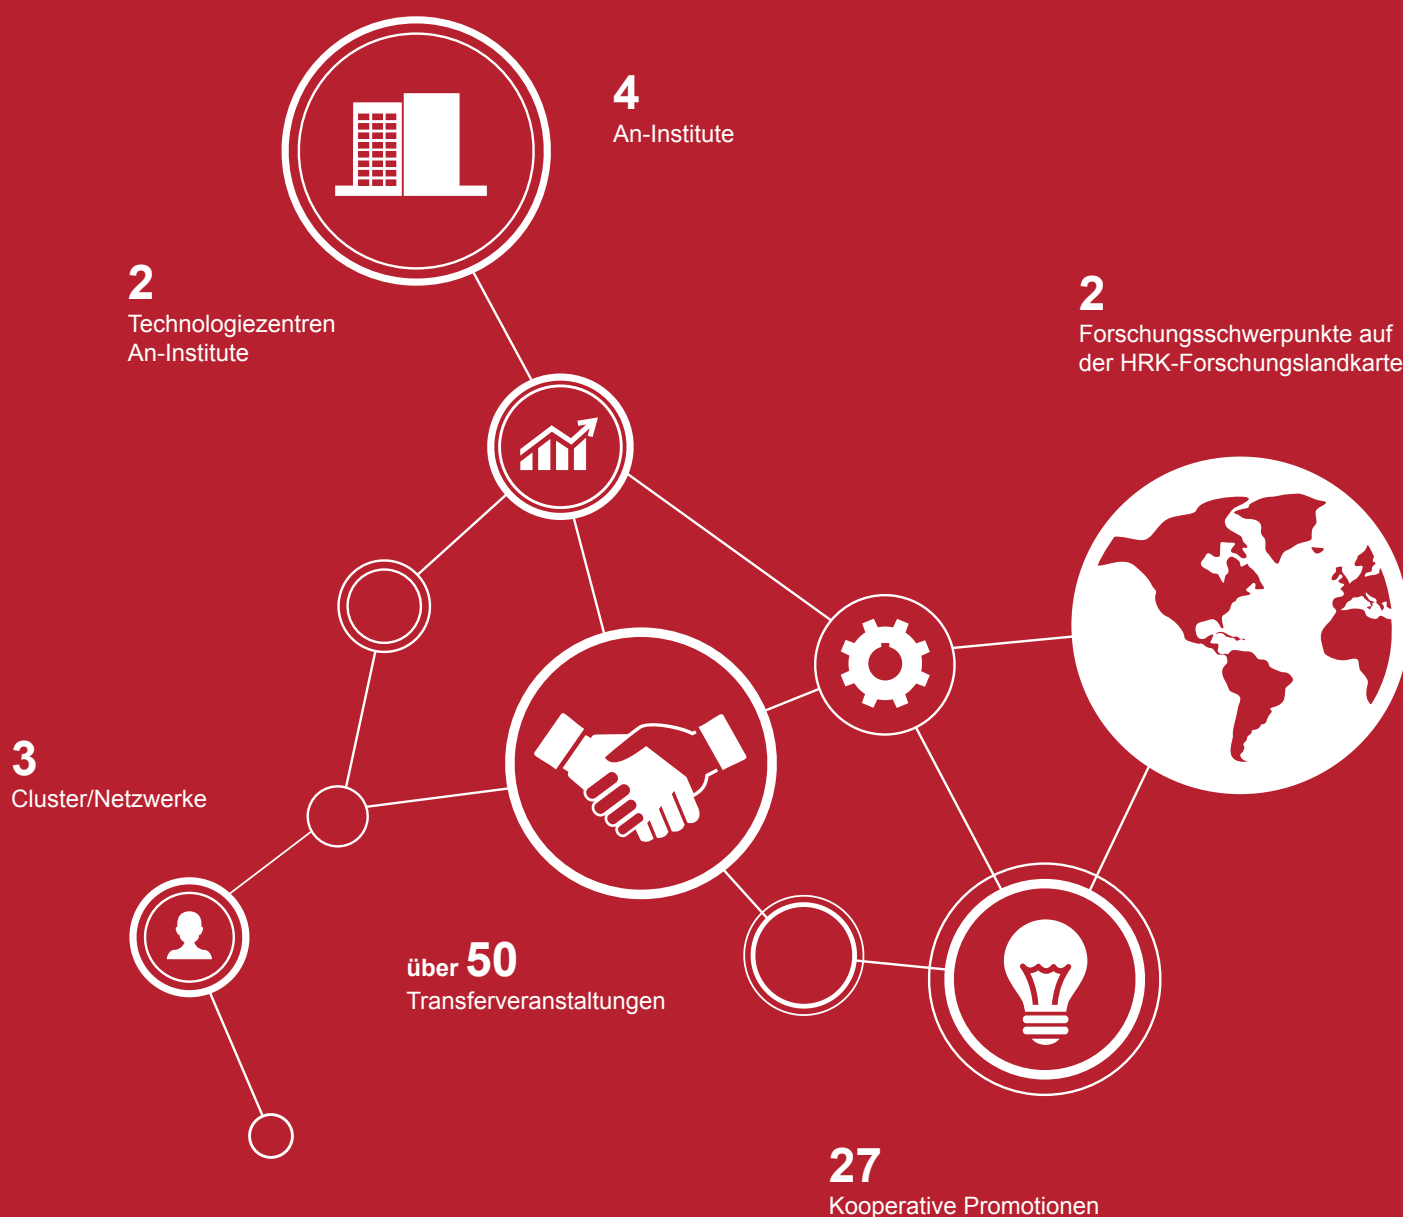 4
An-Institute
2
Technologiezentren
An-Institute
2
Forschungsschwerpunkte auf
der HRK-Forschungslandkarte
3
Cluster/Netzwerke
über 50
Transferveranstaltungen
27
Kooperative Promotionen